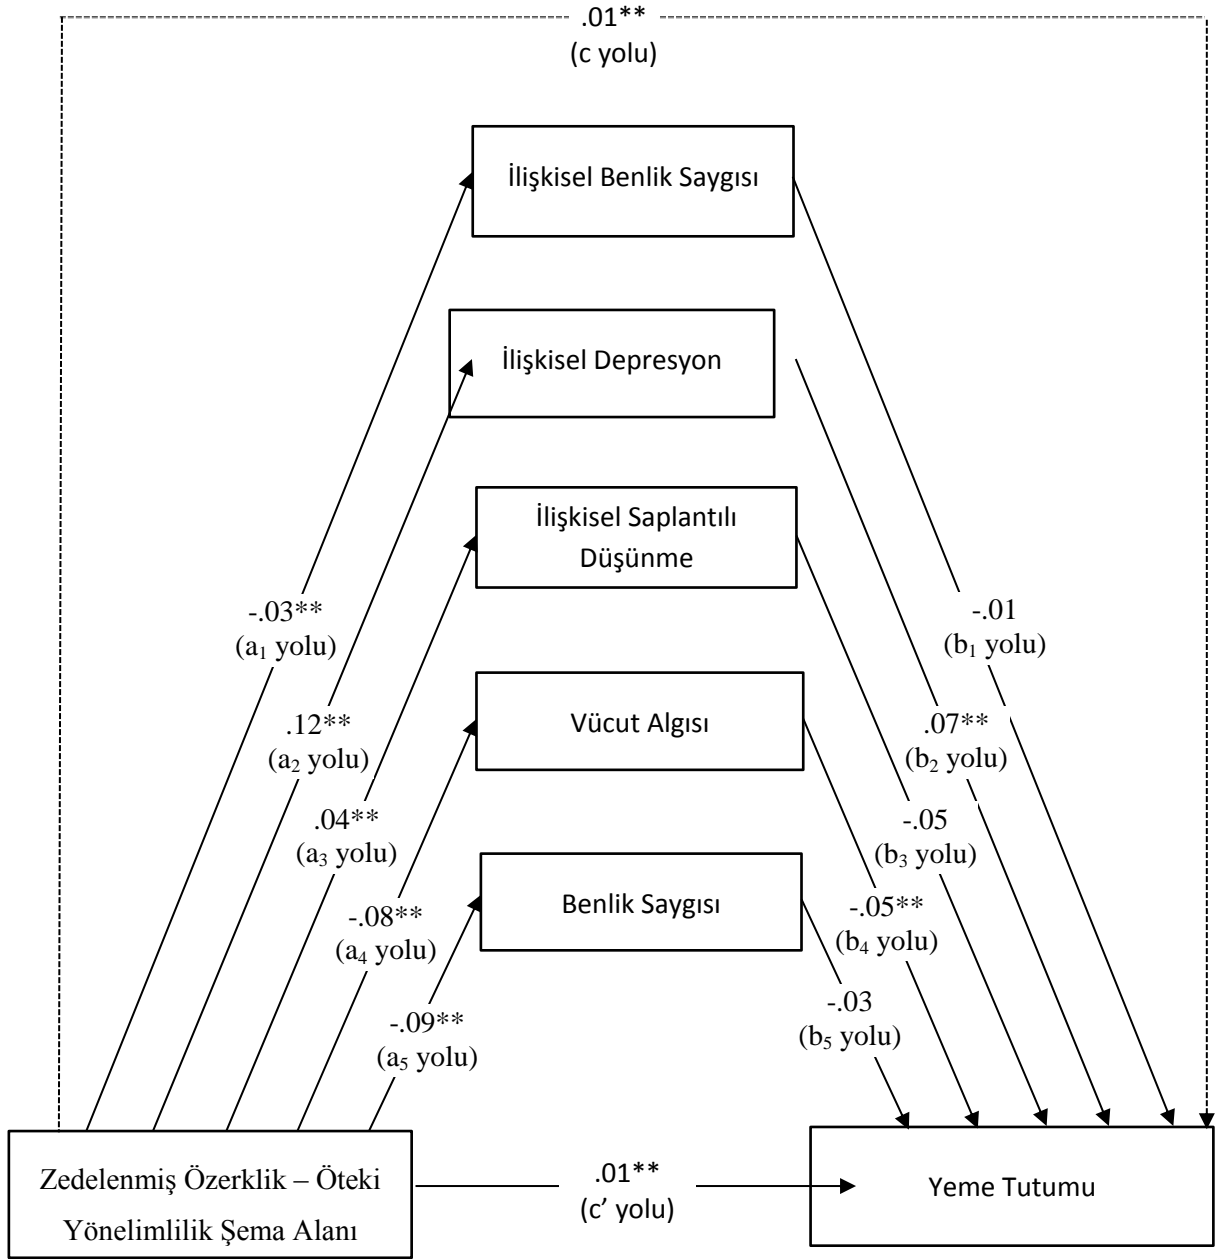 .01**
(c yolu)
İlişkisel Benlik Saygısı
İlişkisel Depresyon
İlişkisel Saplantılı
Düşünme
-.03**
(a₁ yolu)
-.01
(b₁ yolu)
Vücut Algısı
.12**
(a₂ yolu)
.07**
(b₂ yolu)
.04**
(a₃ yolu)
-.05
(b₃ yolu)
Benlik Saygısı
-.08**
(a₄ yolu)
-.05**
(b₄ yolu)
-.09**
(a₅ yolu)
-.03
(b₅ yolu)
Zedelenmiş Özerklik – Öteki
Yönelimlilik Şema Alanı
.01**
(c’ yolu)
Yeme Tutumu